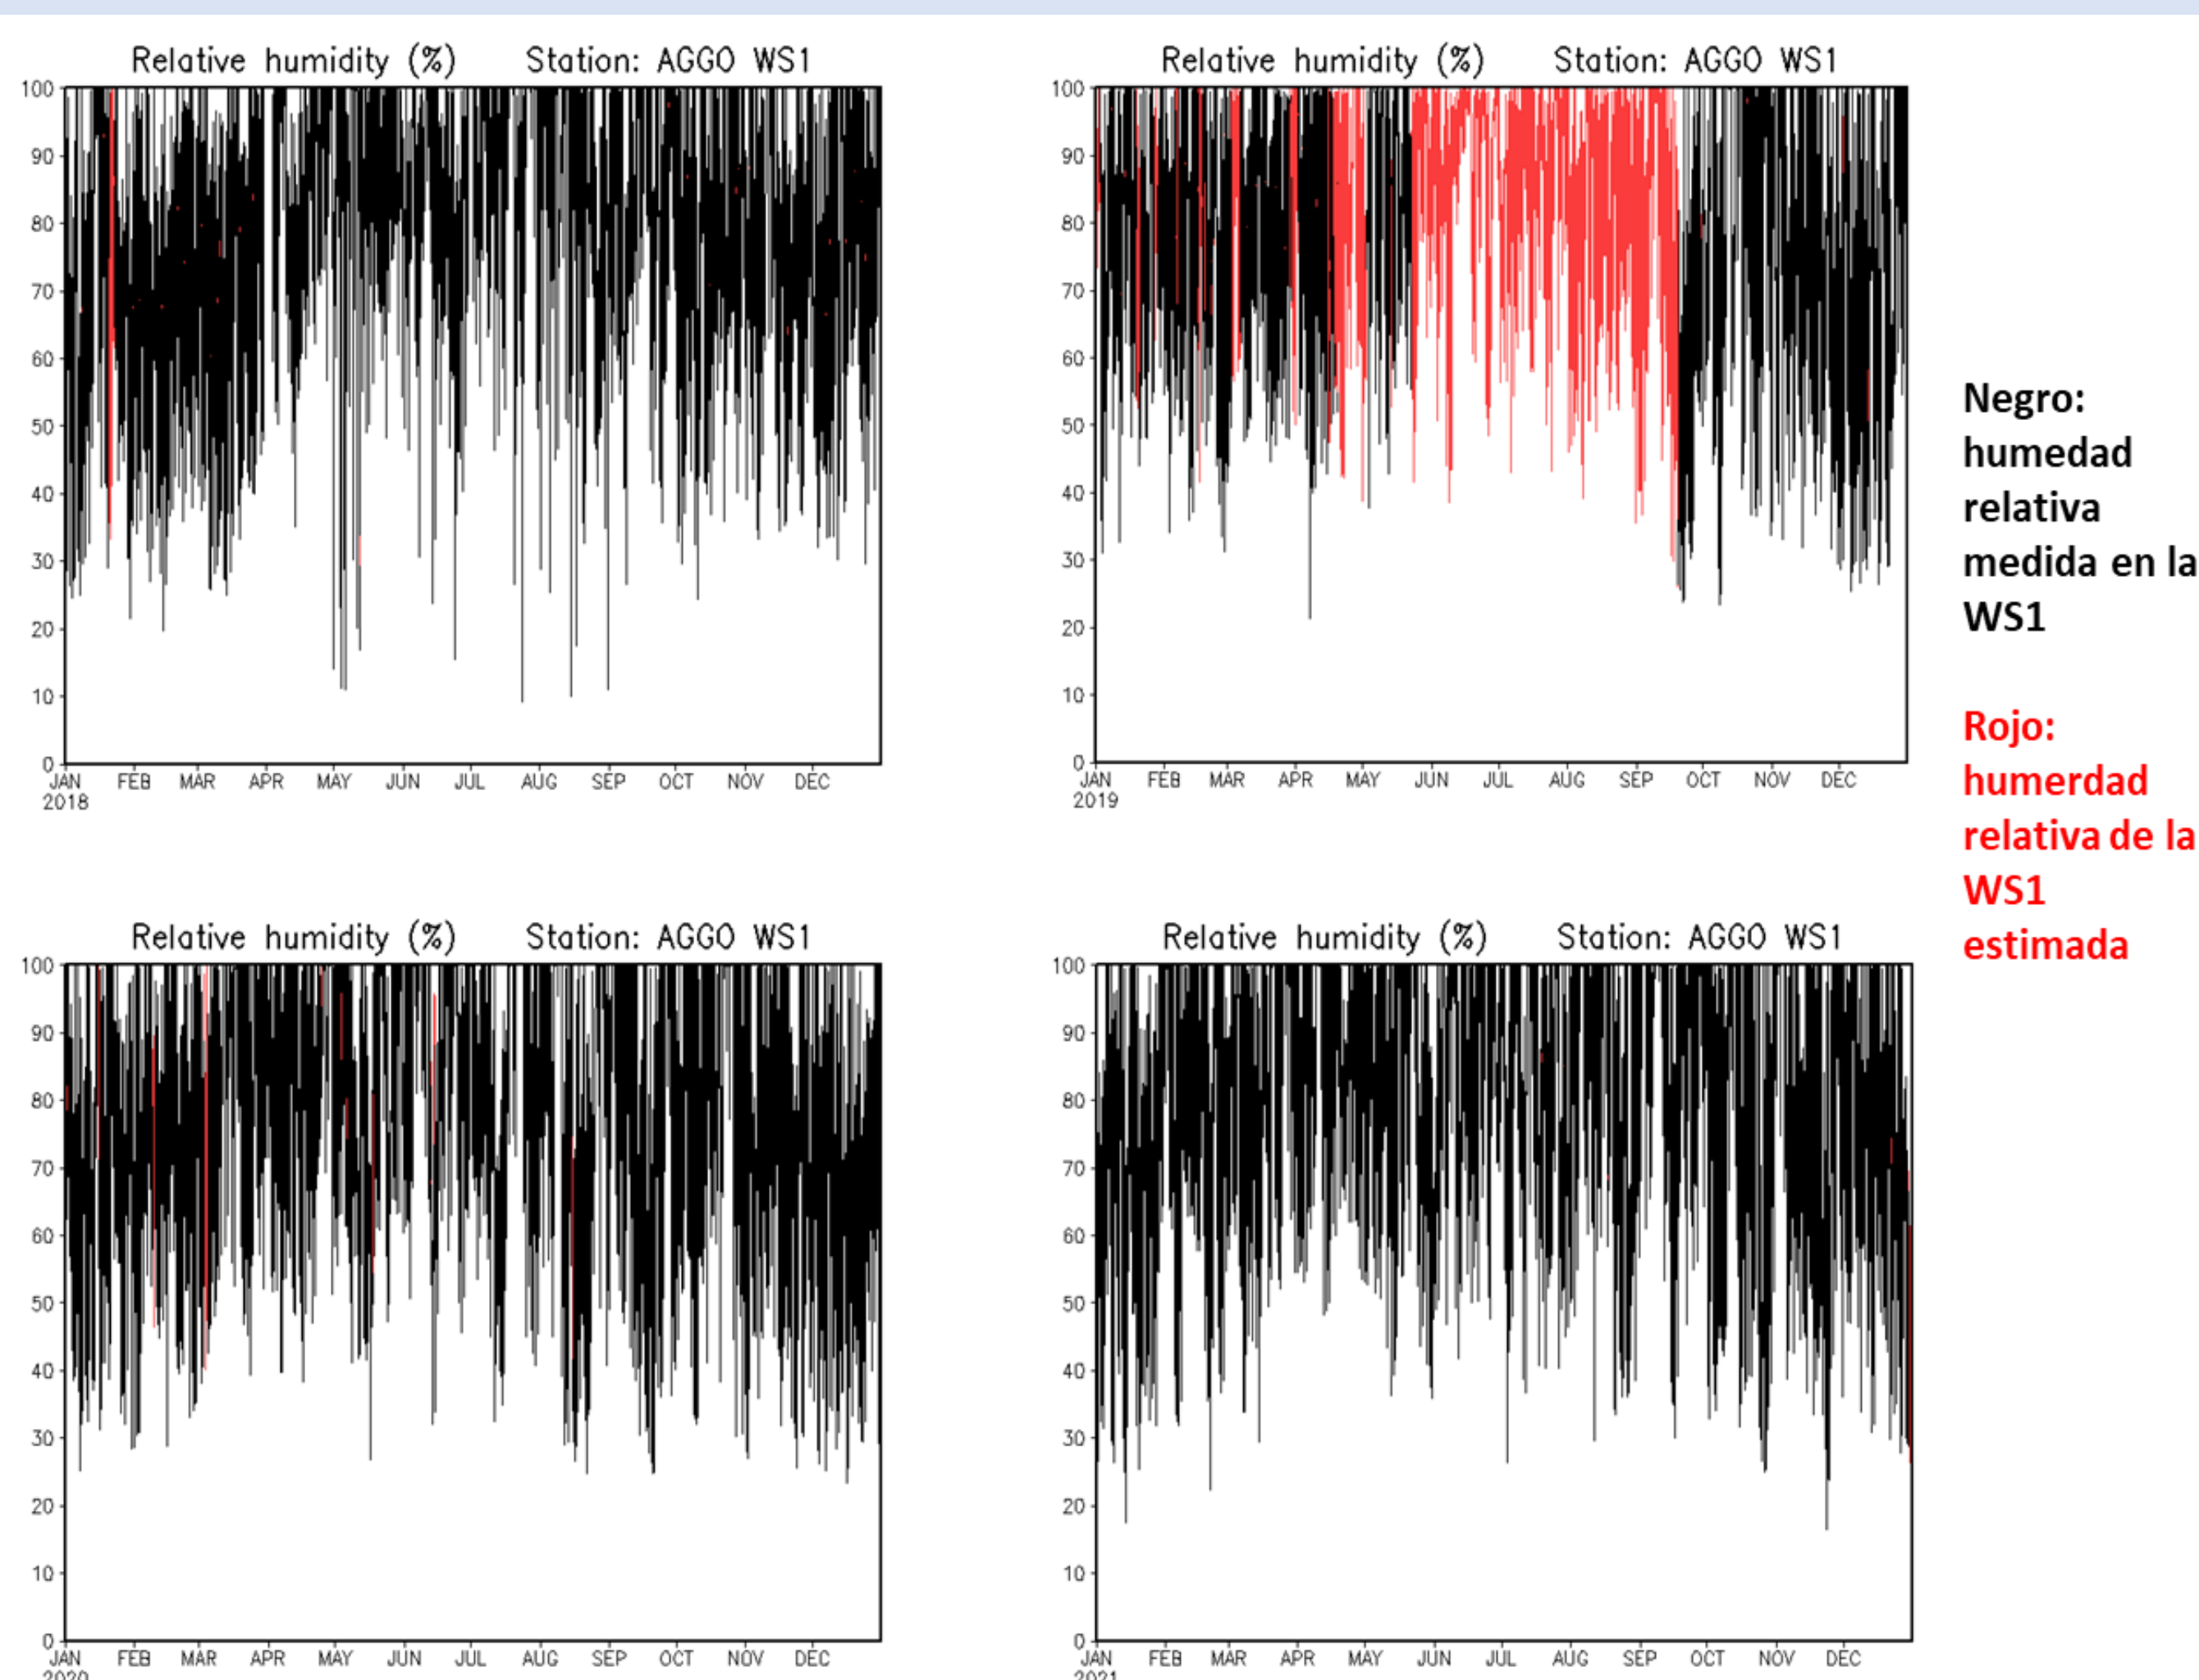 Relative humidity (%) Station: AGGO WS1
100
90
80
70
60
50
40
30
20
10
0
JAN FEB MAR APR MAY JUN JUL AUG SEP OCT NOV DEC
2018
Relative humidity (%) Station: AGGO WS1
100
90
80
70
60
50
40
30
20
10
0
JAN FEB MAR APR MAY JUN JUL AUG SEP OCT NOV DEC
2019
Negro:
humedad
relativa
medida en la
WS1
Rojo:
humerdad
relativa de la
WS1
estimada
Relative humidity (%) Station: AGGO WS1
100
90
80
70
60
50
40
30
20
10
0
JAN FEB MAR APR MAY JUN JUL AUG SEP OCT NOV DEC
2020
Relative humidity (%) Station: AGGO WS1
100
90
80
70
60
50
40
30
20
10
0
JAN FEB MAR APR MAY JUN JUL AUG SEP OCT NOV DEC
2021